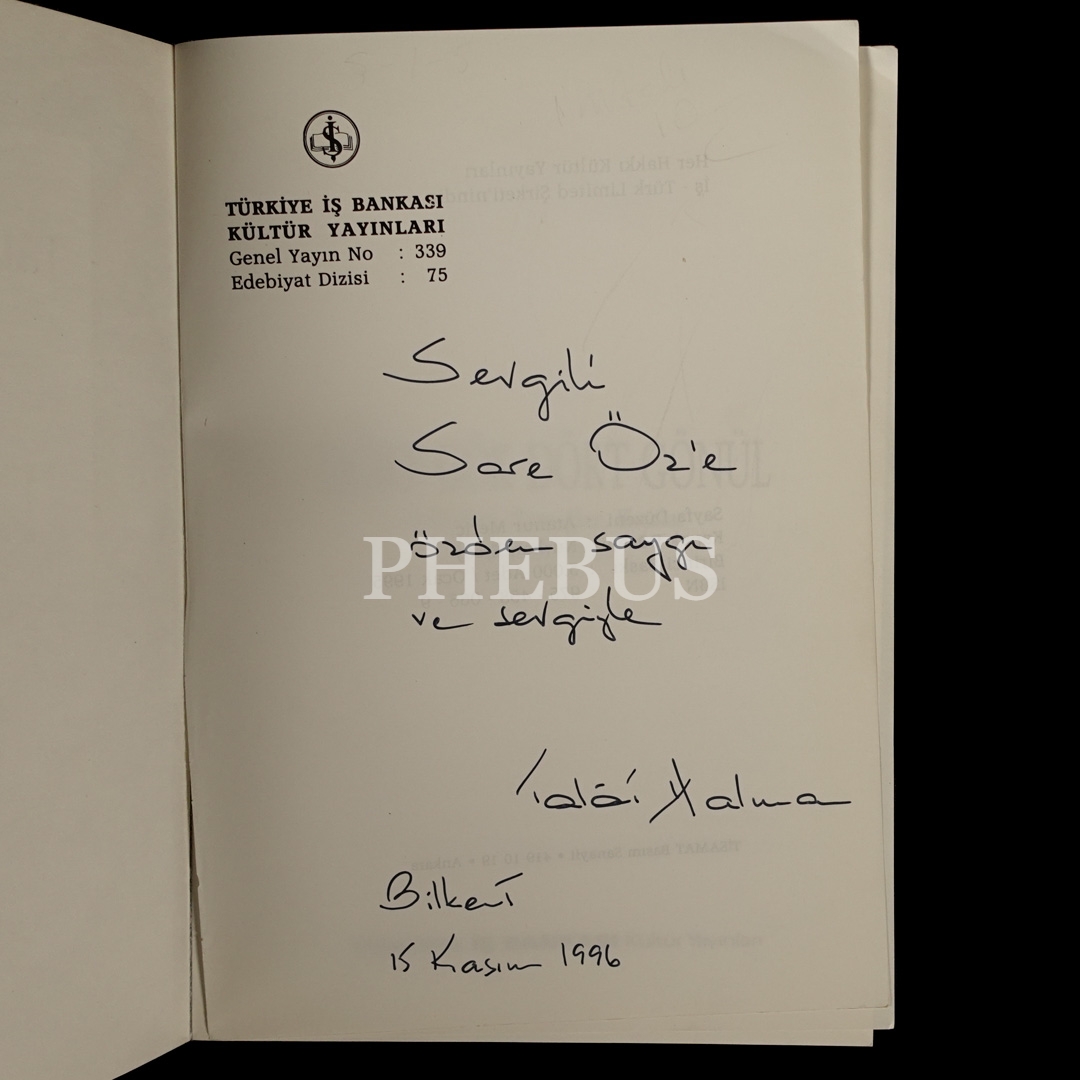 TÜRKİYE İŞ BANKASI
KÜLTÜR YAYINLARI
Genel Yayın No : 339
Edebiyat Dizisi : 75
Sevgili
Sare Öz'e
özden saygı
ve sevgiyle
PHEBUS
Talât Halman
Bilkent
15 Kasım 1996